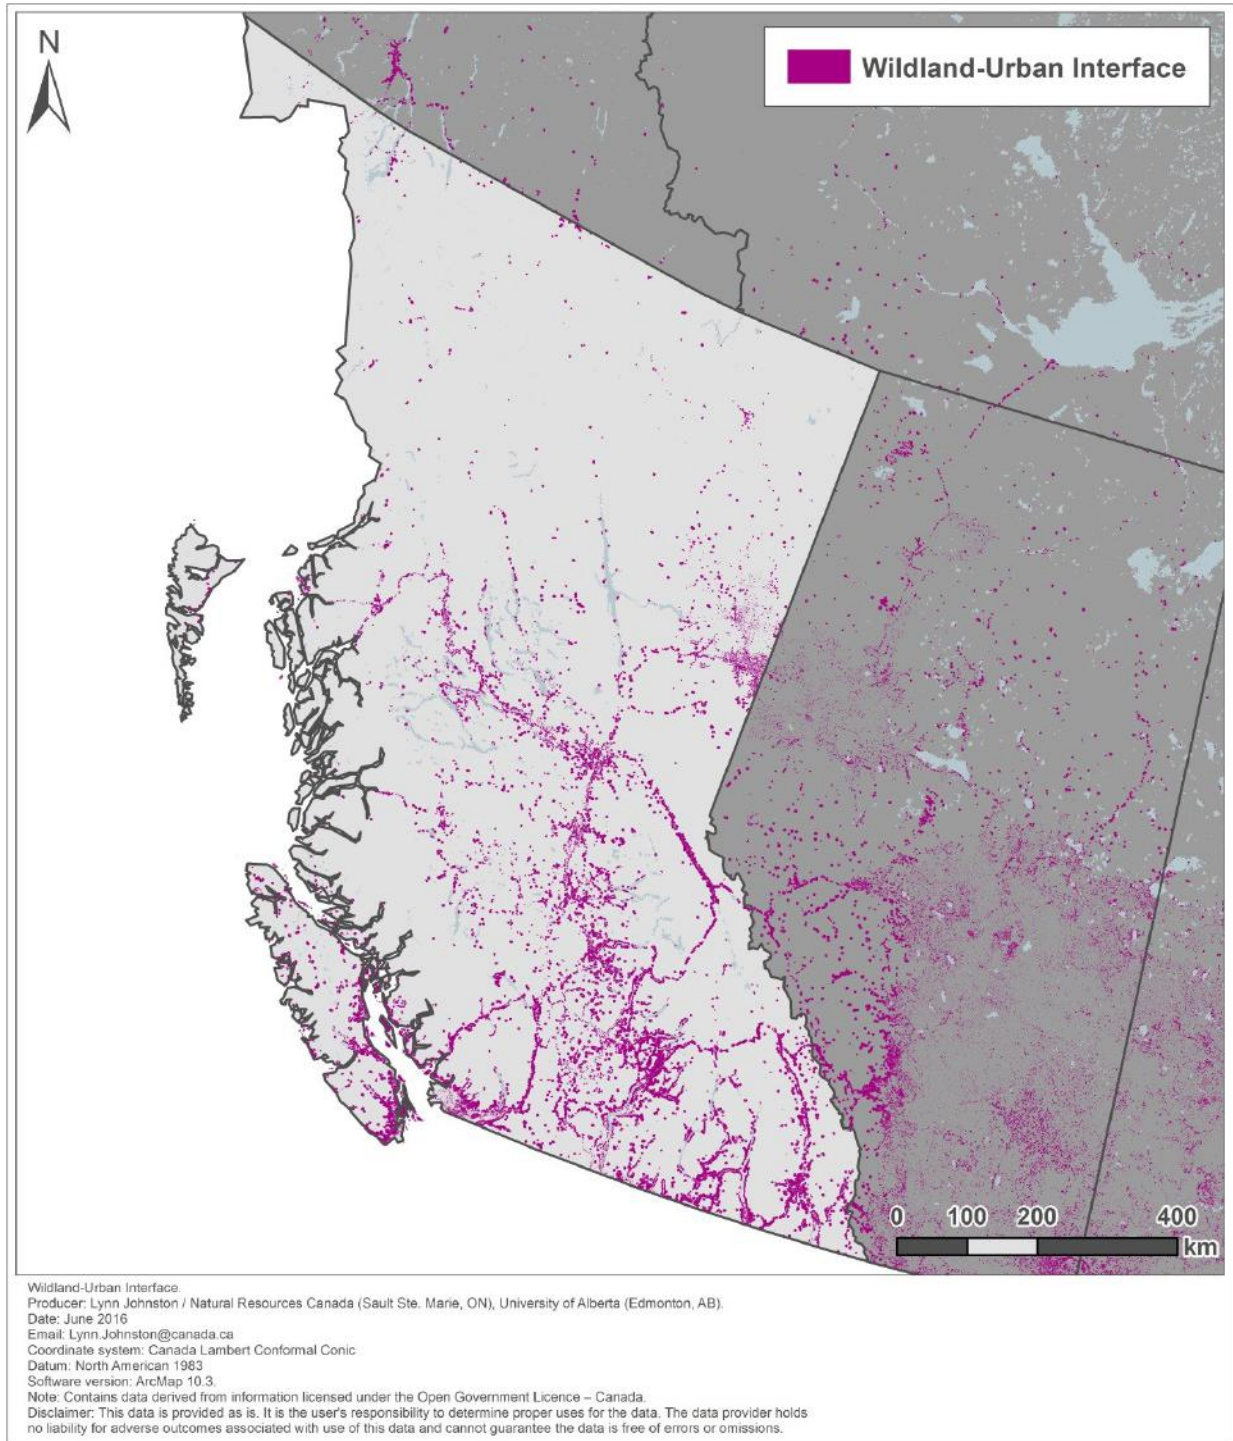 N
Wildland-Urban Interface
0 100 200 400
km
Wildland-Urban Interface.
Producer: Lynn Johnston / Natural Resources Canada (Sault Ste. Marie, ON), University of Alberta (Edmonton, AB).
Date: June 2016
Email: Lynn.Johnston@canada.ca
Coordinate system: Canada Lambert Conformal Conic
Datum: North American 1983
Software version: ArcMap 10.3.
Note: Contains data derived from information licensed under the Open Government Licence – Canada.
Disclaimer: This data is provided as is. It is the user's responsibility to determine proper uses for the data. The data provider holds
no liability for adverse outcomes associated with use of this data and cannot guarantee the data is free of errors or omissions.